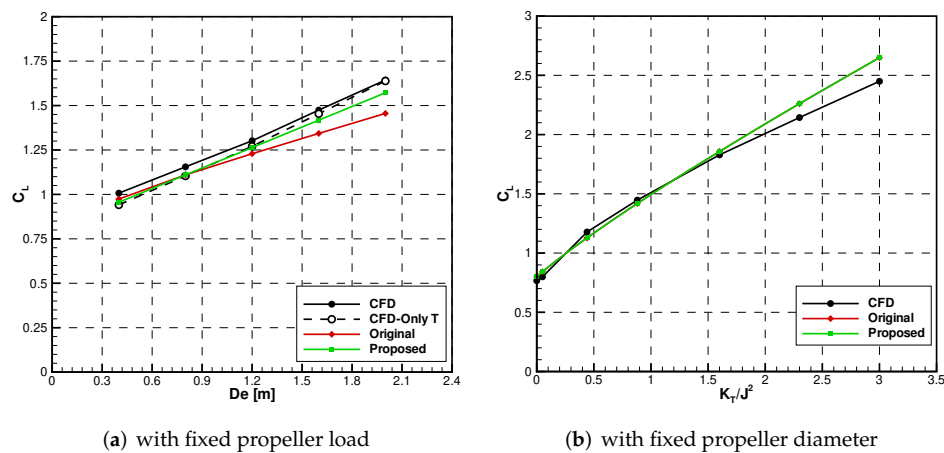 2
1.75
1.5
1.25
1
0.75
0.5
0.25
0
C_L
0 0.3 0.6 0.9 1.2 1.5 1.8 2.1 2.4
De [m]
CFD
CFD-Only T
Original
Proposed
(a) with fixed propeller load
3
2.5
2
1.5
1
0.5
0
C_L
0 0.5 1 1.5 2 2.5 3 3.5
K_T/J^2
CFD
Original
Proposed
(b) with fixed propeller diameter